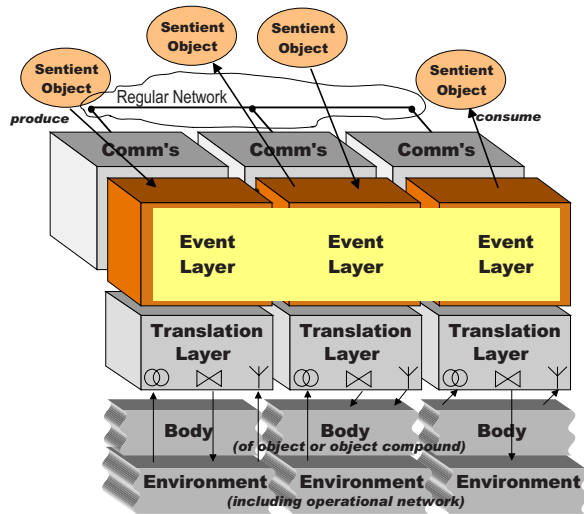 Sentient
Object
Sentient
Object
Sentient
Object
Sentient
Object
Regular Network
produce
consume
Comm's
Comm's
Comm's
Event
Layer
Event
Layer
Event
Layer
Translation
Layer
Translation
Layer
Translation
Layer
Body
Body
Body
(of object or object compound)
Environment
Environment
Environment
(including operational network)